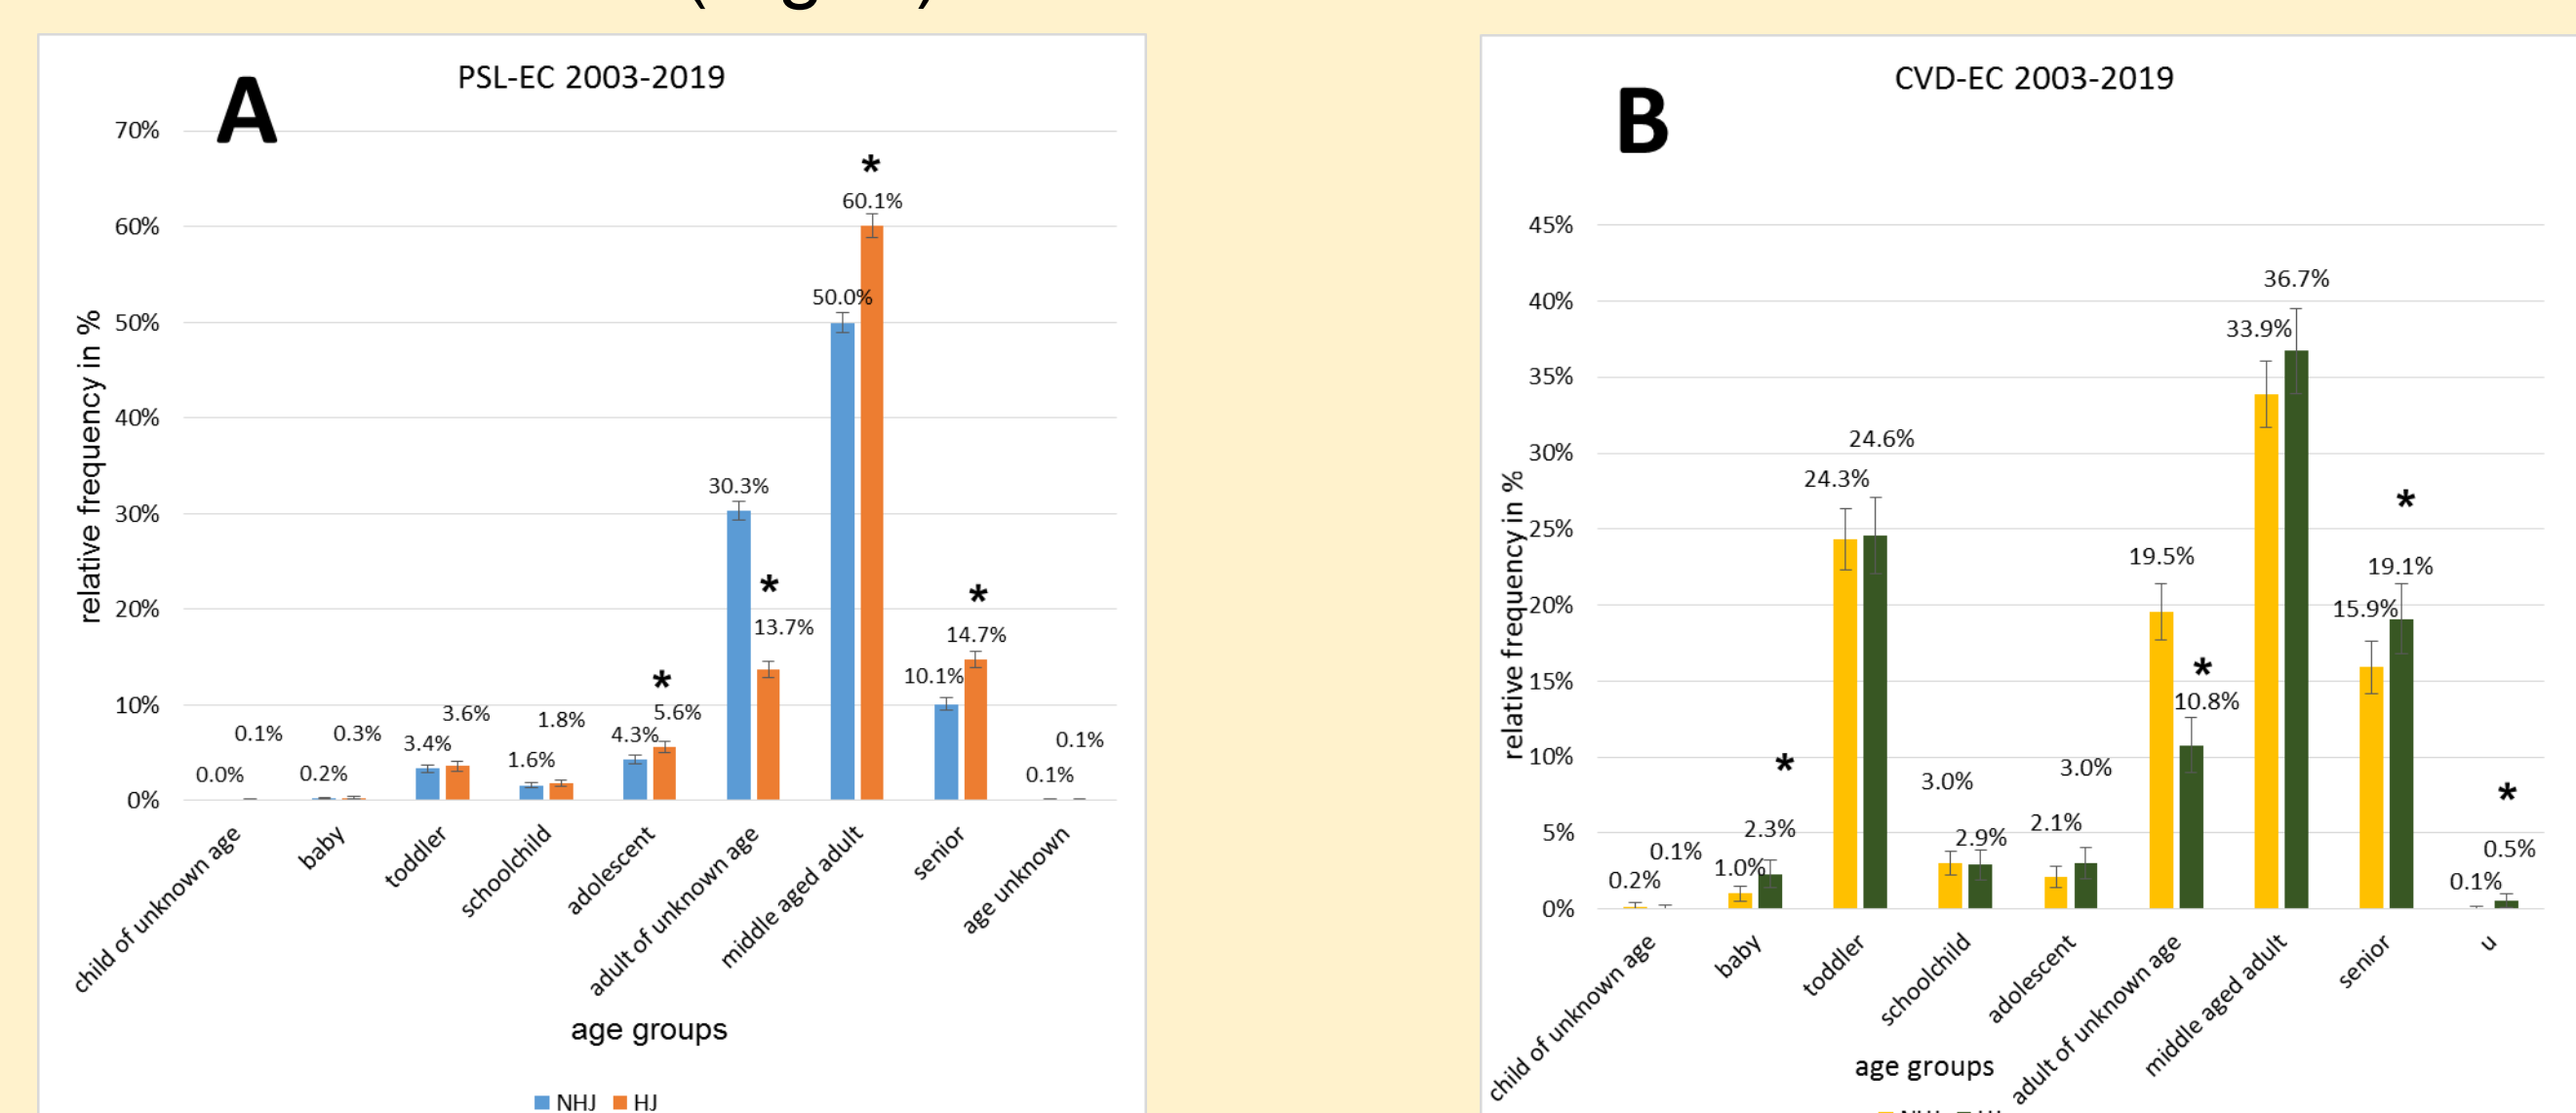 A
PSL-EC 2003-2019
70%
60%
50%
40%
30%
20%
10%
0%
relative frequency in %
0.0%
0.1%
0.2%
0.3%
3.4%
3.6%
1.6%
1.8%
4.3%
5.6%
*
30.3%
13.7%
*
50.0%
60.1%
*
10.1%
14.7%
*
0.1%
0.1%
child of unknown age
baby
toddler
schoolchild
adolescent
adult of unknown age
middle aged adult
senior
age unknown
age groups
NHJ HJ
B
CVD-EC 2003-2019
45%
40%
35%
30%
25%
20%
15%
10%
5%
0%
relative frequency in %
0.2%
0.1%
1.0%
2.3%
*
24.3%
24.6%
3.0%
2.9%
2.1%
3.0%
19.5%
10.8%
*
33.9%
36.7%
15.9%
19.1%
*
0.1%
0.5%
*
child of unknown age
baby
toddler
schoolchild
adolescent
adult of unknown age
middle aged adult
senior
u
age groups